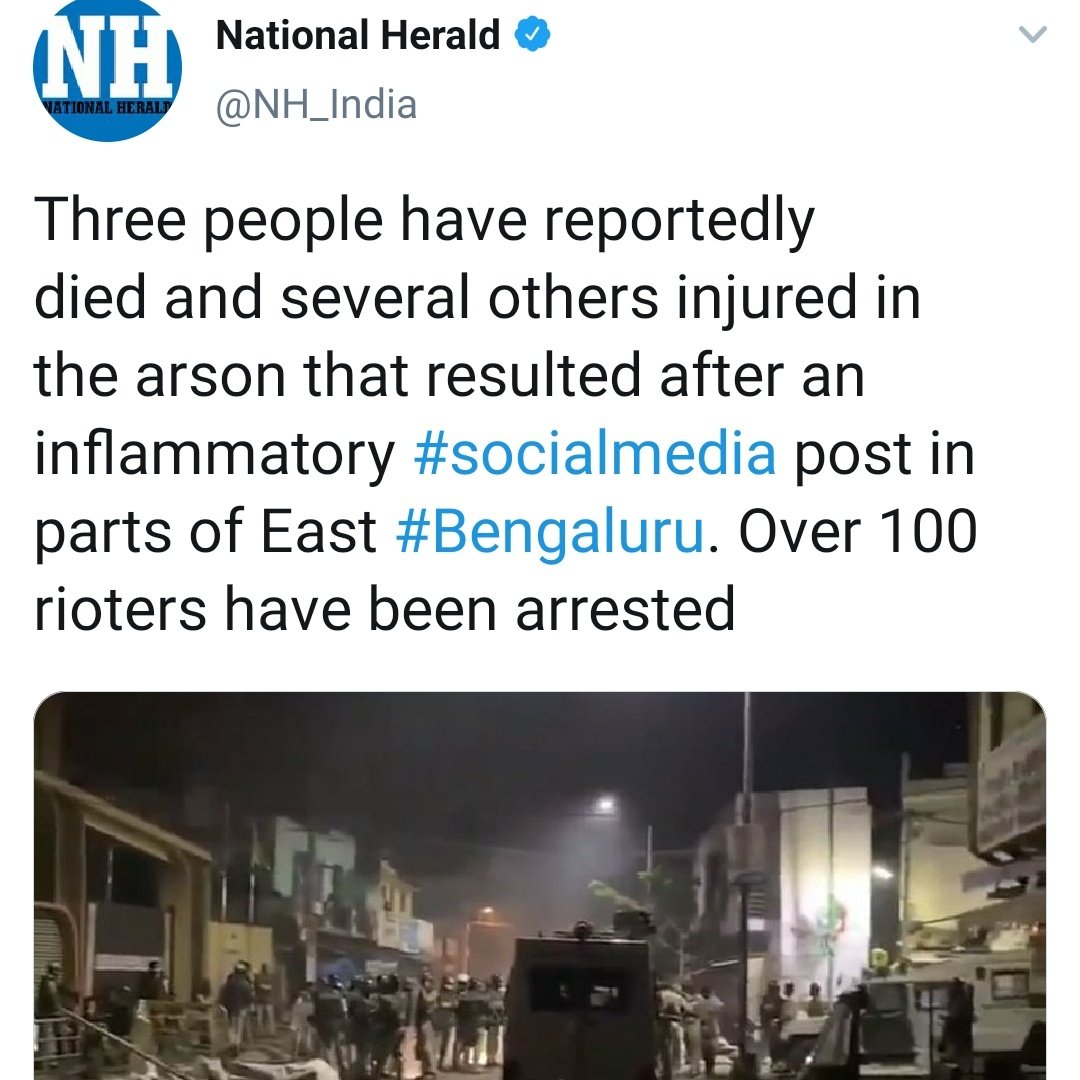 NH
NATIONAL HERALD
National Herald
@NH_India
Three people have reportedly
died and several others injured in
the arson that resulted after an
inflammatory #socialmedia post in
parts of East #Bengaluru. Over 100
rioters have been arrested